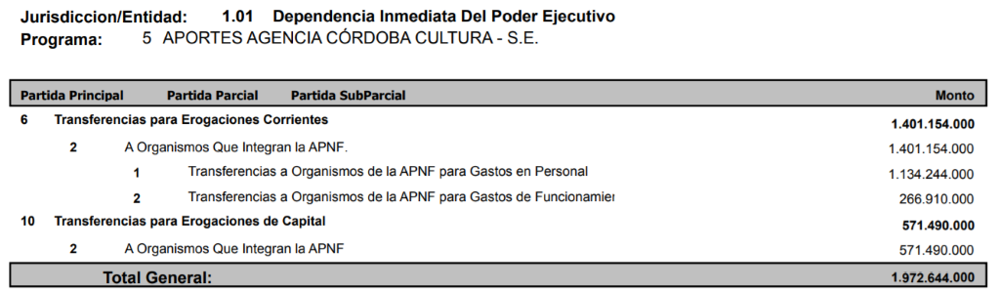 Jurisdiccion/Entidad: 1.01 Dependencia Inmediata Del Poder Ejecutivo
Programa: 5 APORTES AGENCIA CÓRDOBA CULTURA - S.E.
Partida Principal Partida Parcial Partida SubParcial Monto
6 Transferencias para Erogaciones Corrientes 1.401.154.000
2 A Organismos Que Integran la APNF. 1.401.154.000
1 Transferencias a Organismos de la APNF para Gastos en Personal 1.134.244.000
2 Transferencias a Organismos de la APNF para Gastos de Funcionamie 266.910.000
10 Transferencias para Erogaciones de Capital 571.490.000
2 A Organismos Que Integran la APNF 571.490.000
Total General: 1.972.644.000